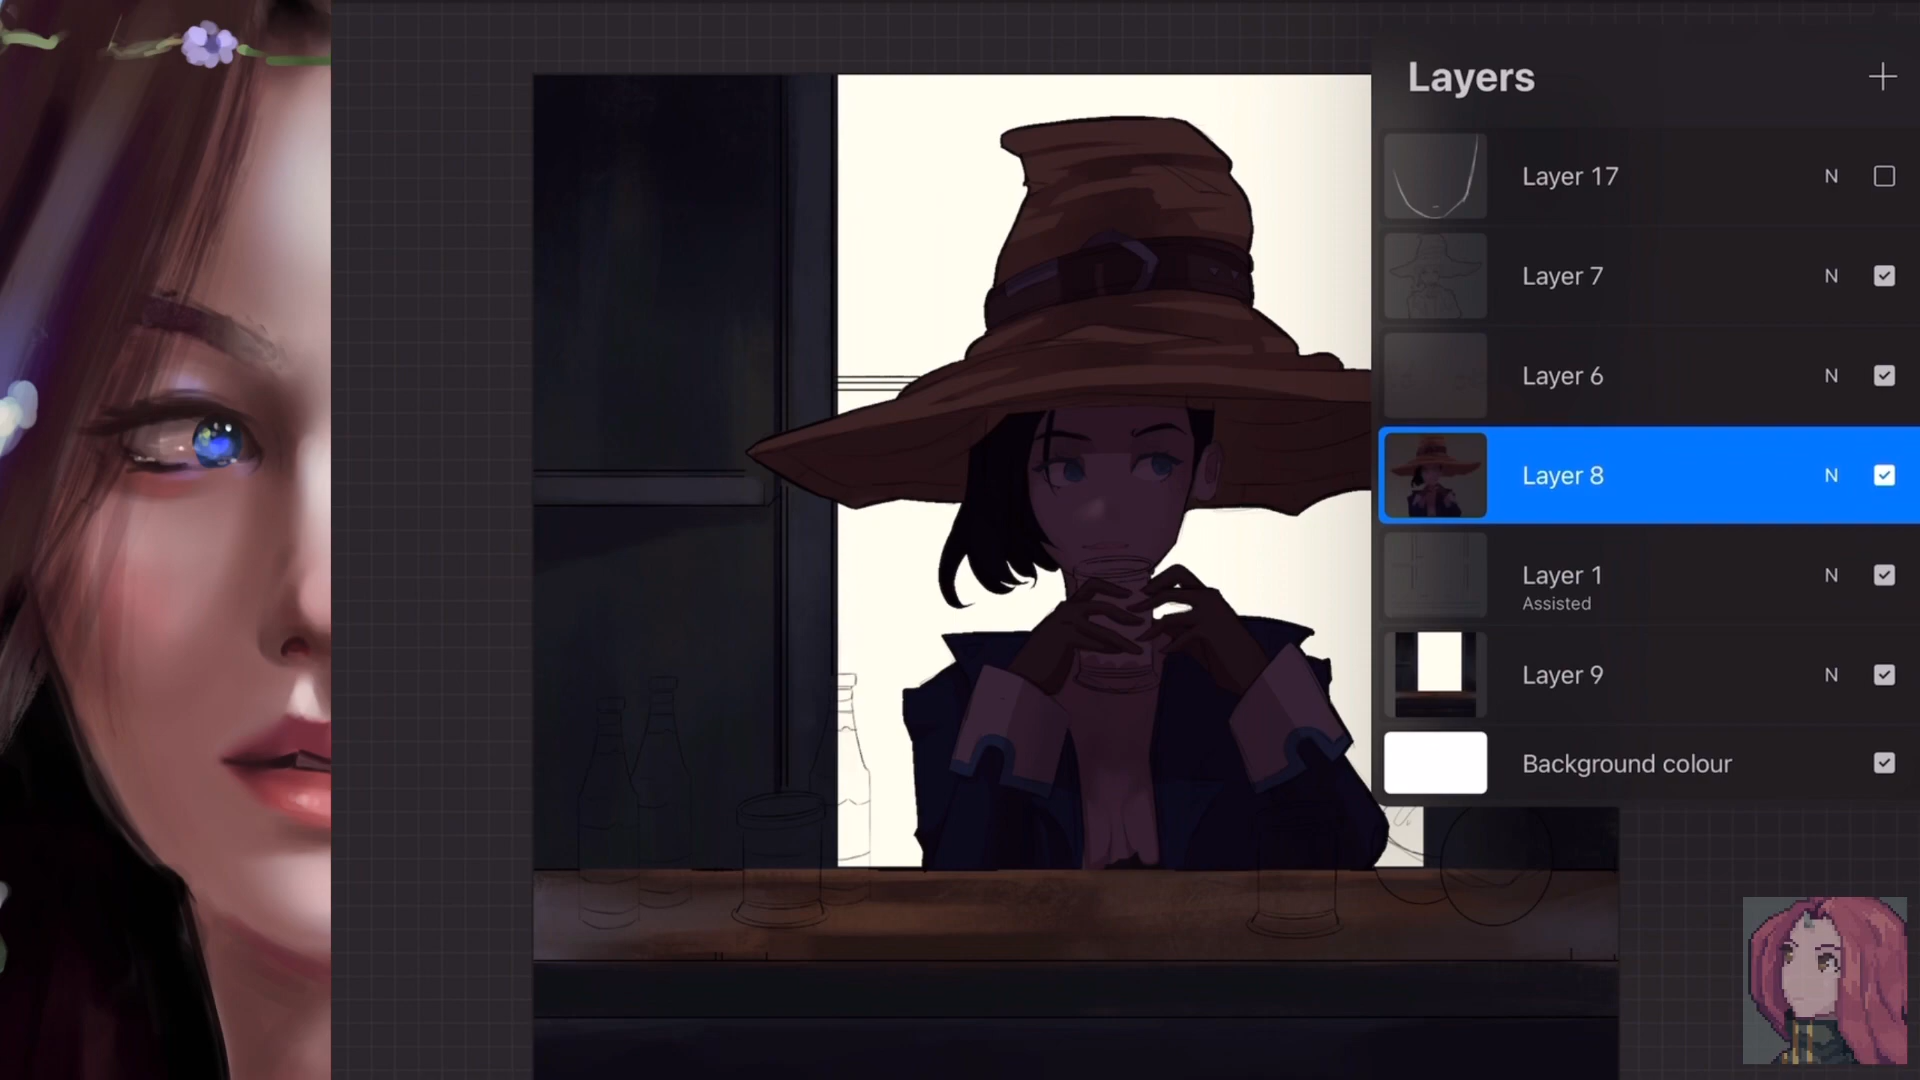 Layers
Layer 17 N
Layer 7 N
Layer 6 N
Layer 8 N
Layer 1 N
Assisted
Layer 9 N
Background colour